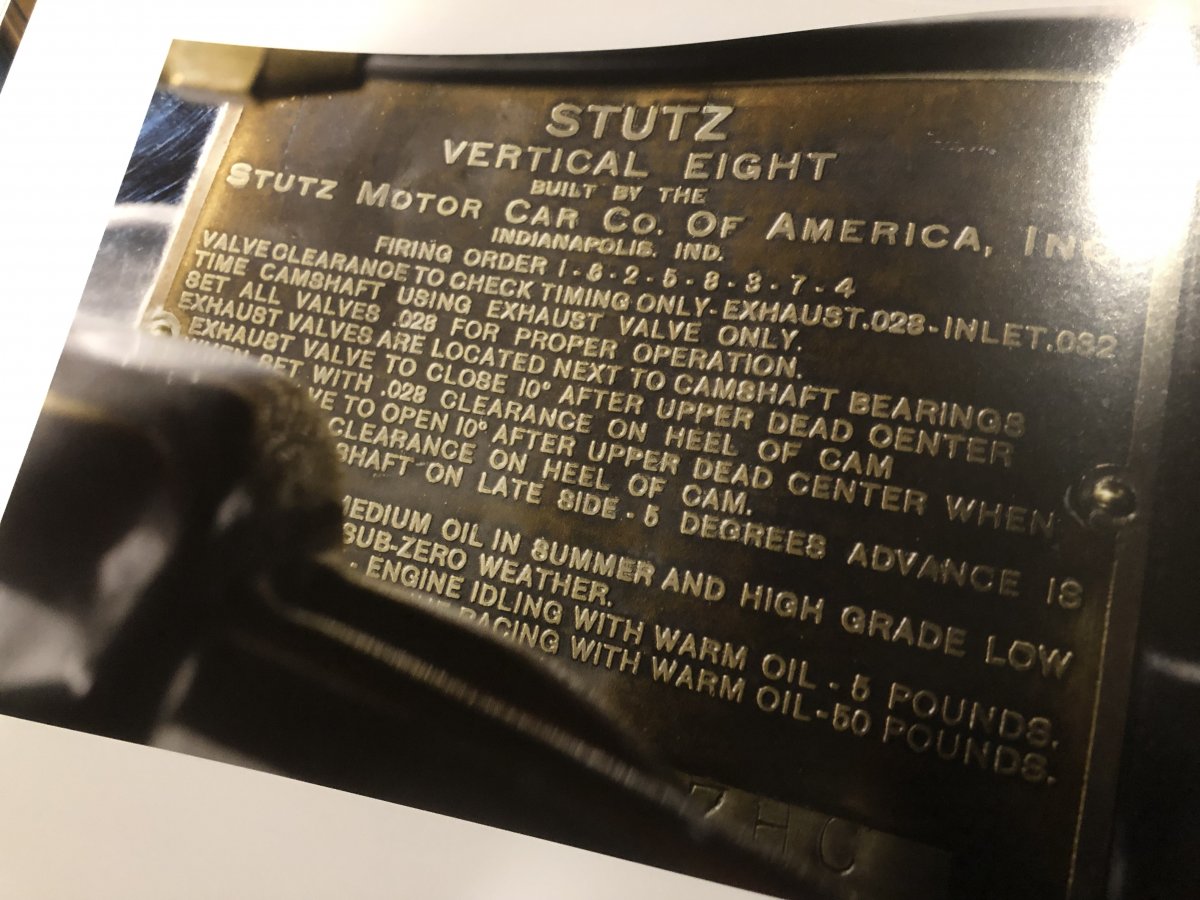 STUTZ
VERTICAL EIGHT
BUILT BY THE
STUTZ MOTOR CAR CO. OF AMERICA, INC
INDIANAPOLIS. IND.
FIRING ORDER 1-6-2-5-8-3-7-4
VALVE CLEARANCE TO CHECK TIMING ONLY-EXHAUST.028-INLET.032
TIME CAMSHAFT USING EXHAUST VALVE ONLY.
SET ALL VALVES .028 FOR PROPER OPERATION.
EXHAUST VALVES ARE LOCATED NEXT TO CAMSHAFT BEARINGS
EXHAUST VALVE TO CLOSE 10° AFTER UPPER DEAD CENTER
WHEN SET WITH .028 CLEARANCE ON HEEL OF CAM
TO OPEN 10° AFTER UPPER DEAD CENTER WHEN
CLEARANCE ON HEEL OF CAM.
SHAFT ON LATE SIDE-5 DEGREES ADVANCE IS
MEDIUM OIL IN SUMMER AND HIGH GRADE LOW
SUB-ZERO WEATHER.
- ENGINE IDLING WITH WARM OIL - 5 POUNDS.
RACING WITH WARM OIL-50 POUNDS.
7HC